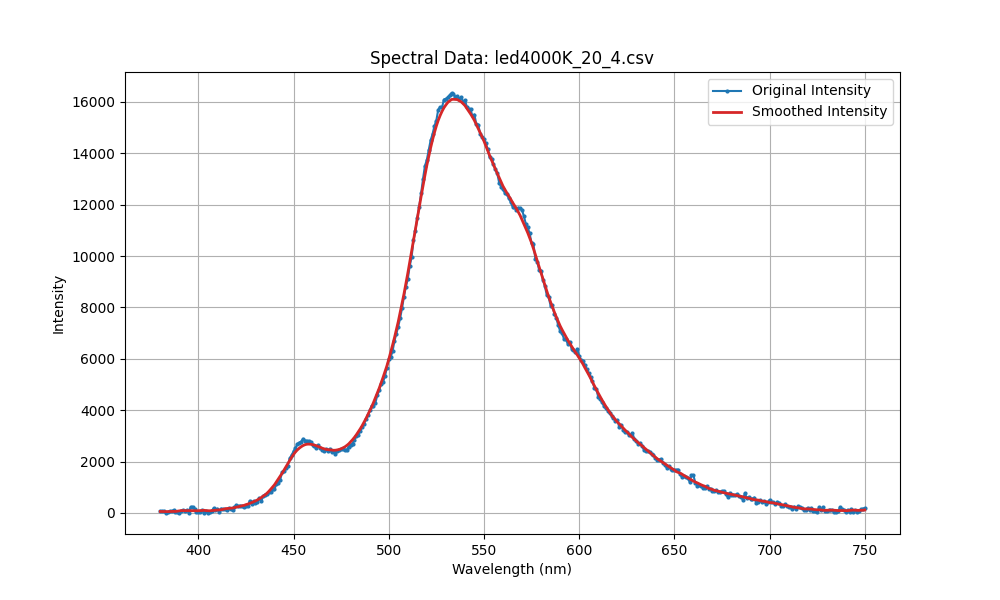 Spectral Data: led4000K_20_4.csv
Original Intensity
Smoothed Intensity
16000
14000
12000
10000
8000
6000
4000
2000
0
Intensity
400 450 500 550 600 650 700 750
Wavelength (nm)